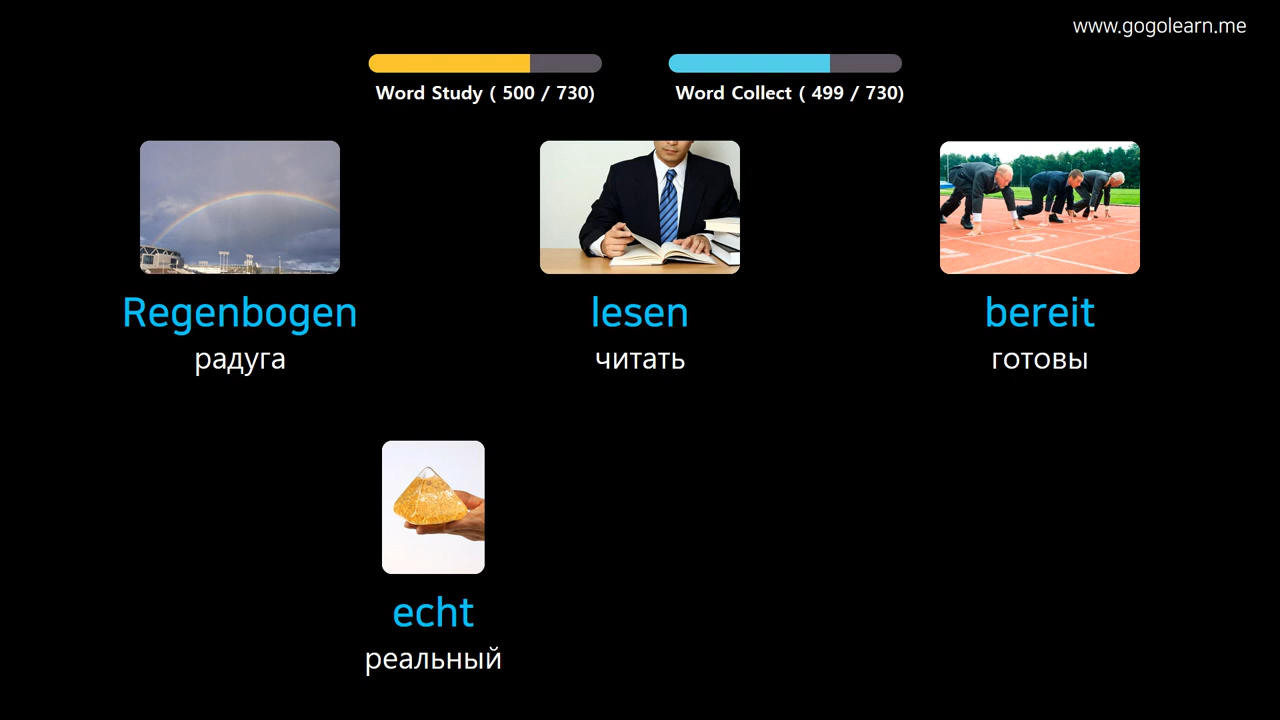 www.gogolearn.me
Word Study ( 500 / 730)
Word Collect ( 499 / 730)
Regenbogen
радуга
lesen
читать
bereit
готовы
echt
реальный